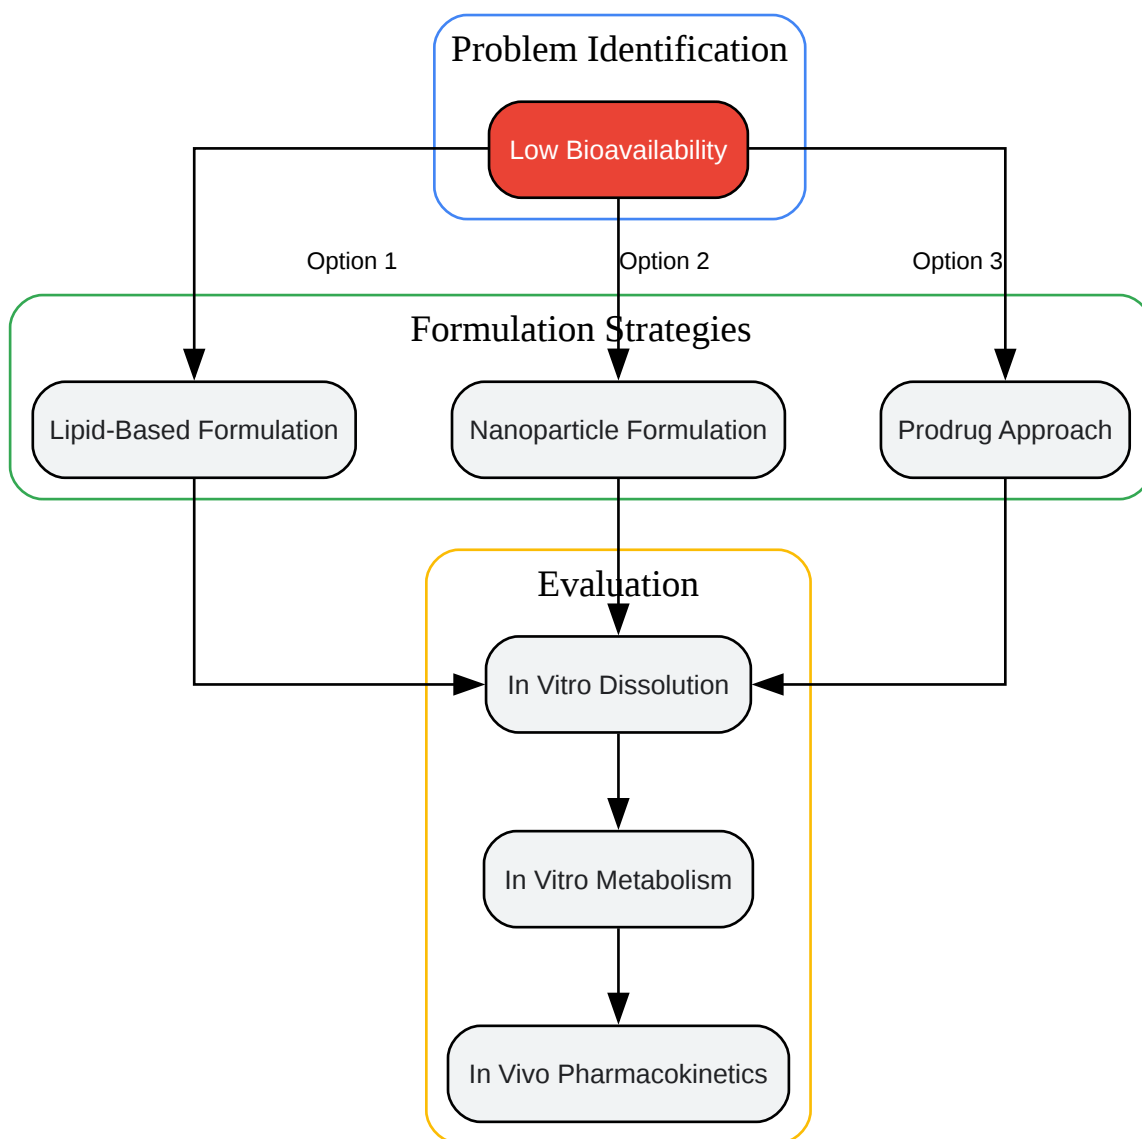 Problem Identification
Low Bioavailability
Option 1
Option 2
Option 3
Formulation Strategies
Lipid-Based Formulation
Nanoparticle Formulation
Prodrug Approach
Evaluation
In Vitro Dissolution
In Vitro Metabolism
In Vivo Pharmacokinetics